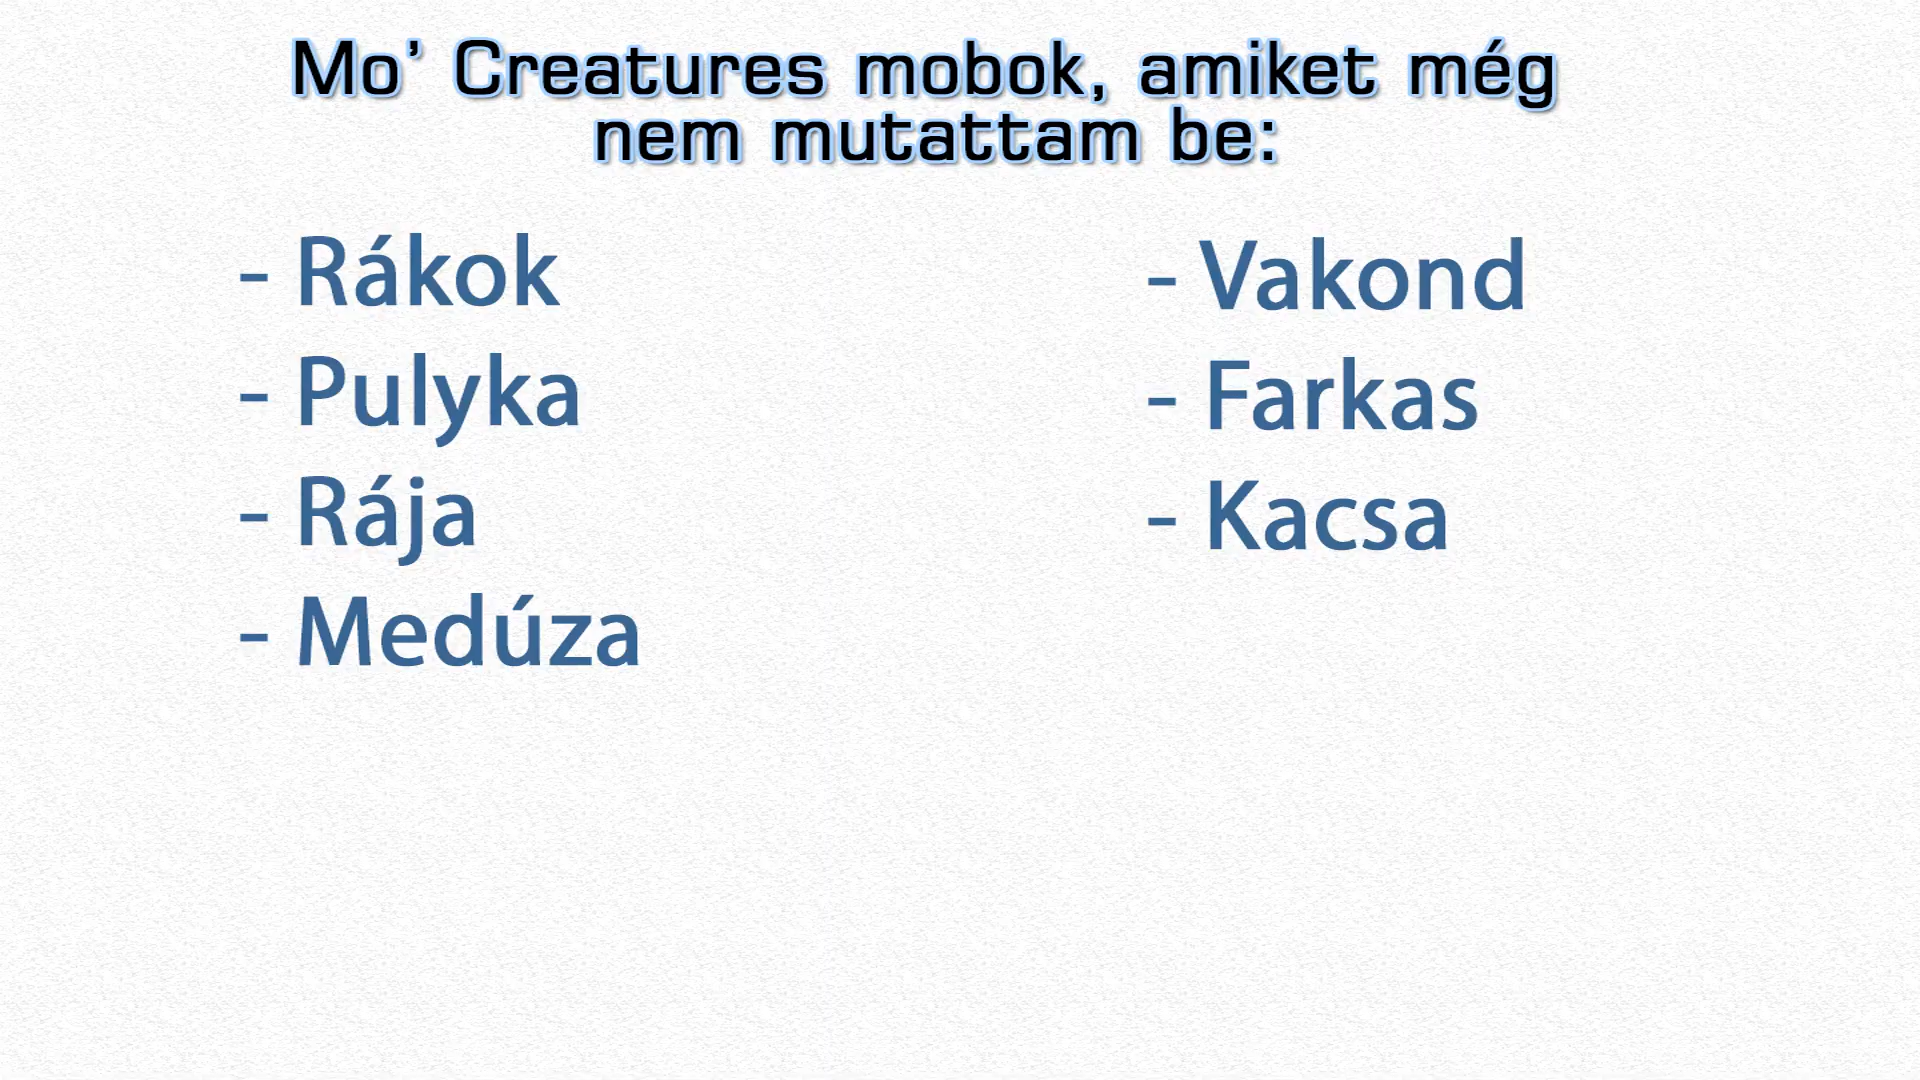 Mo’ Creatures mobok, amiket még
nem mutattam be:
- Rákok
- Pulyka
- Rája
- Medúza
- Vakond
- Farkas
- Kacsa